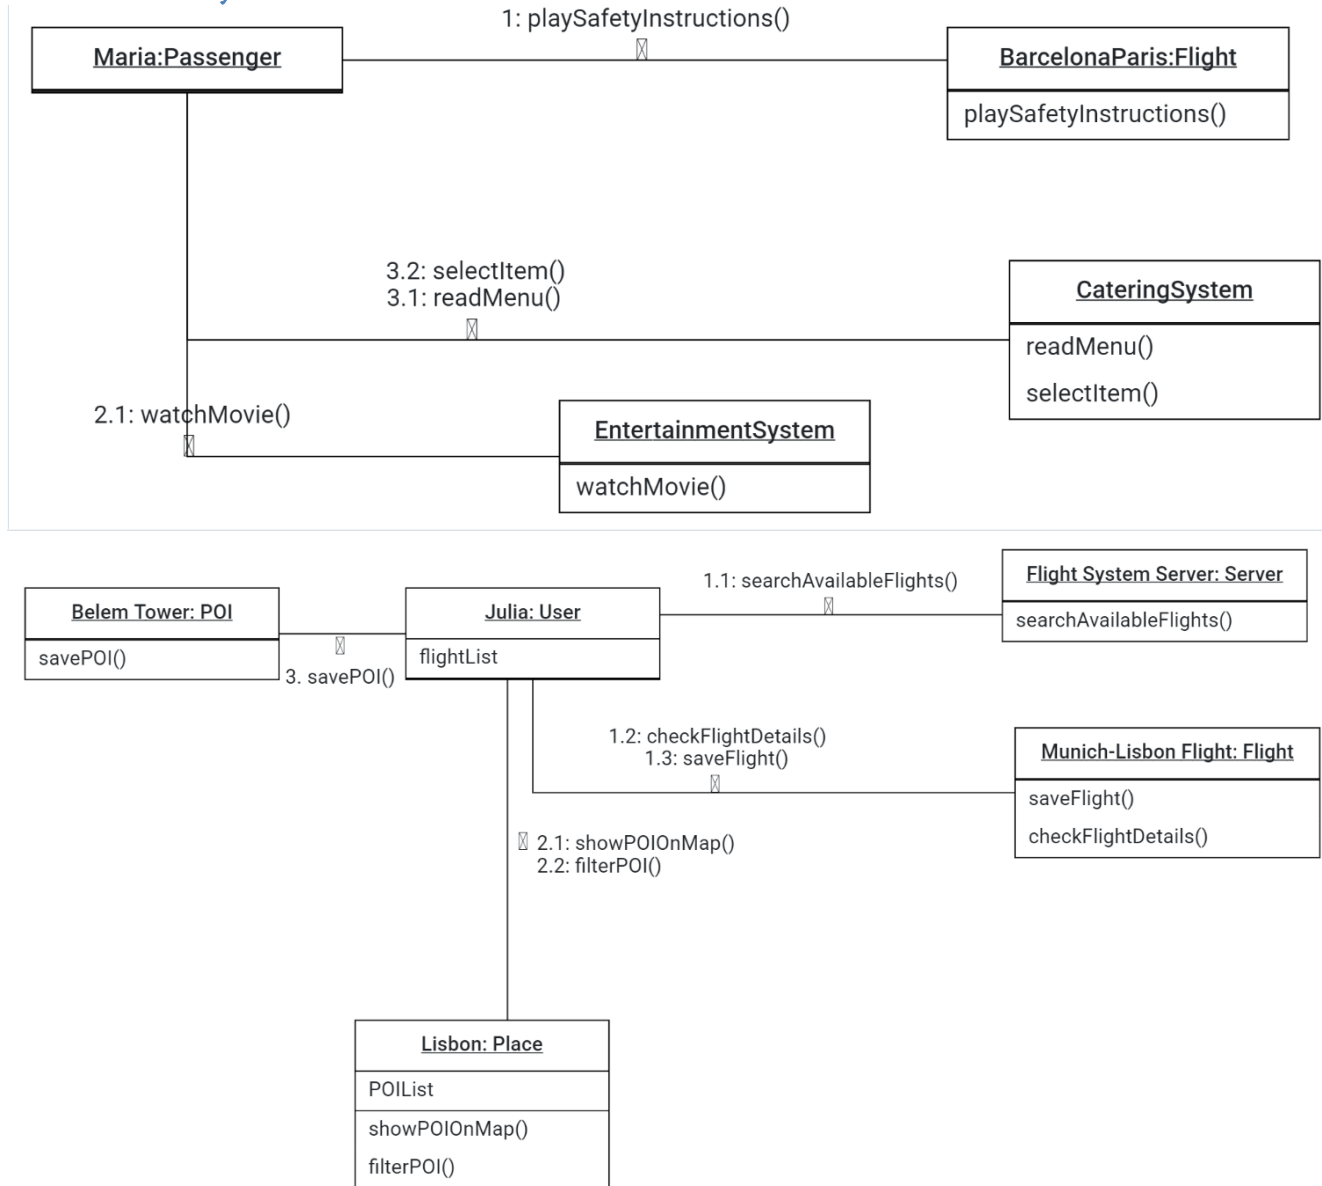 1: playSafetyInstructions()
Maria:Passenger
BarcelonaParis:Flight
playSafetyInstructions()
3.2: selectItem()
3.1: readMenu()
CateringSystem
readMenu()
selectItem()
2.1: watchMovie()
EntertainmentSystem
watchMovie()
1.1: searchAvailableFlights()
Flight System Server: Server
searchAvailableFlights()
Belem Tower: POI
savePOI()
3. savePOI()
Julia: User
flightList
1.2: checkFlightDetails()
1.3: saveFlight()
Munich-Lisbon Flight: Flight
saveFlight()
checkFlightDetails()
2.1: showPOIOnMap()
2.2: filterPOI()
Lisbon: Place
POIList
showPOIOnMap()
filterPOI()